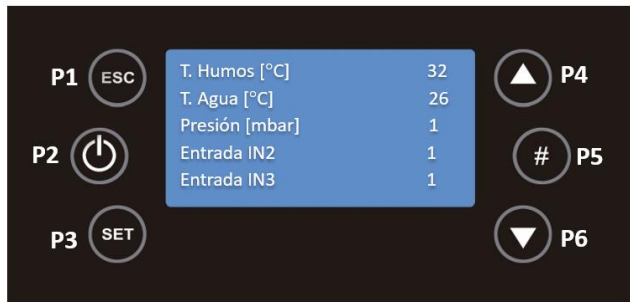 P1 ESC
P2
P3 SET
T. Humos [°C] 32
T. Agua [°C] 26
Presión [mbar] 1
Entrada IN2 1
Entrada IN3 1
P4
# P5
P6